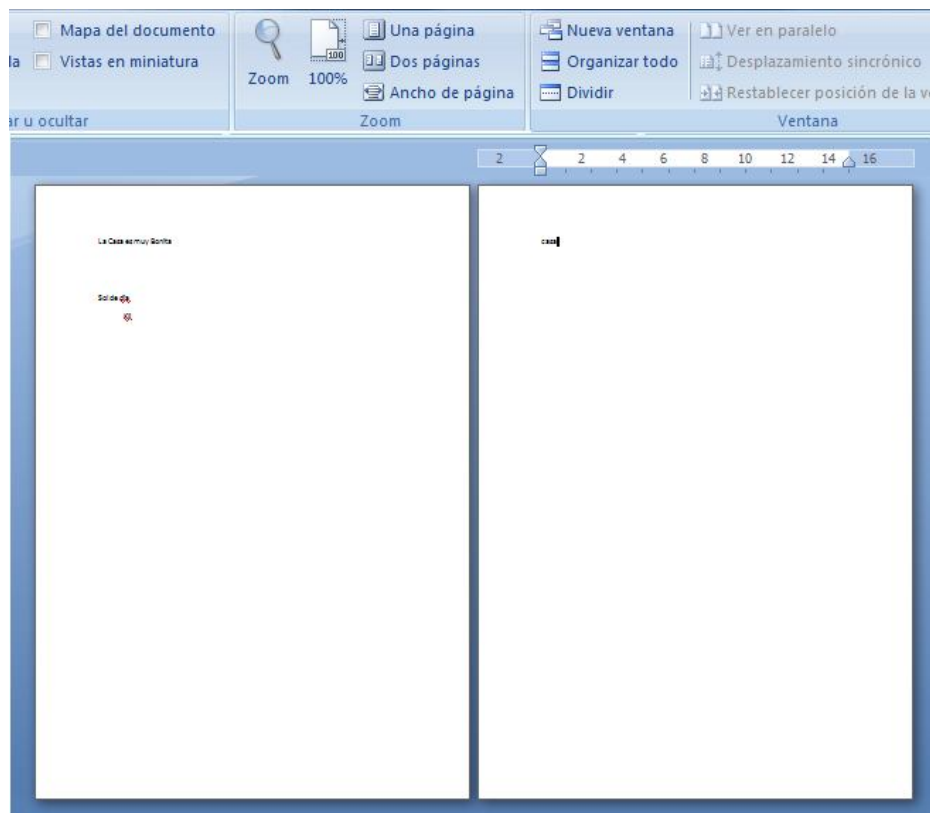 Mapa del documento
Vistas en miniatura
ar u ocultar
Zoom
100%
Una página
Dos páginas
Ancho de página
Zoom
Nueva ventana
Organizar todo
Dividir
Ver en paralelo
Desplazamiento sincrónico
Restablecer posición de la
Ventana
2 2 4 6 8 10 12 14 16
La Casa es muy Bonita
casa
Sol de